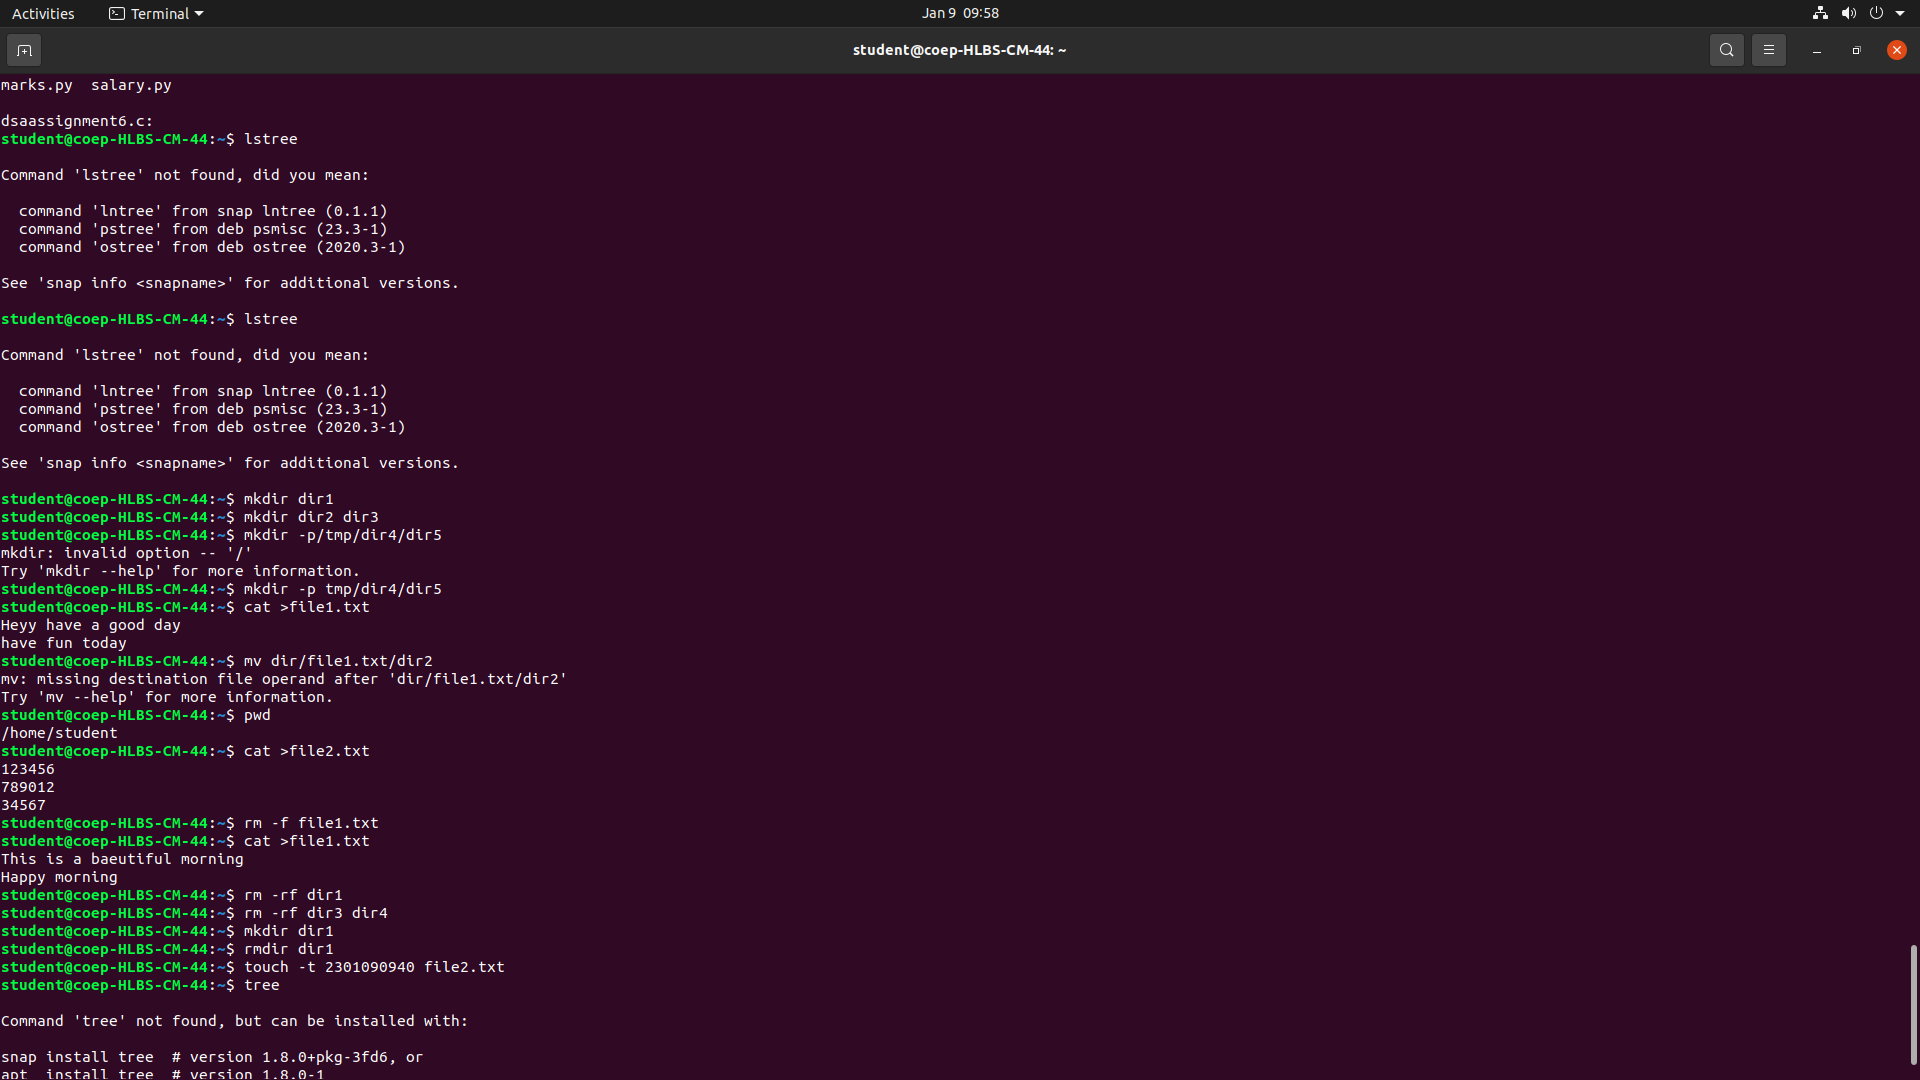 Activities Terminal Jan 9 09:58
student@coep-HLBS-CM-44: ~
marks.py  salary.py
dsaassignment6.c:
student@coep-HLBS-CM-44:~$ lstree
Command 'lstree' not found, did you mean:
  command 'lntree' from snap lntree (0.1.1)
  command 'pstree' from deb psmisc (23.3-1)
  command 'ostree' from deb ostree (2020.3-1)
See 'snap info <snapname>' for additional versions.
student@coep-HLBS-CM-44:~$ lstree
Command 'lstree' not found, did you mean:
  command 'lntree' from snap lntree (0.1.1)
  command 'pstree' from deb psmisc (23.3-1)
  command 'ostree' from deb ostree (2020.3-1)
See 'snap info <snapname>' for additional versions.
student@coep-HLBS-CM-44:~$ mkdir dir1
student@coep-HLBS-CM-44:~$ mkdir dir2 dir3
student@coep-HLBS-CM-44:~$ mkdir -p/tmp/dir4/dir5
mkdir: invalid option -- '/'
Try 'mkdir --help' for more information.
student@coep-HLBS-CM-44:~$ mkdir -p tmp/dir4/dir5
student@coep-HLBS-CM-44:~$ cat >file1.txt
Heyy have a good day
have fun today
student@coep-HLBS-CM-44:~$ mv dir/file1.txt/dir2
mv: missing destination file operand after 'dir/file1.txt/dir2'
Try 'mv --help' for more information.
student@coep-HLBS-CM-44:~$ pwd
/home/student
student@coep-HLBS-CM-44:~$ cat >file2.txt
123456
789012
34567
student@coep-HLBS-CM-44:~$ rm -f file1.txt
student@coep-HLBS-CM-44:~$ cat >file1.txt
This is a baeutiful morning
Happy morning
student@coep-HLBS-CM-44:~$ rm -rf dir1
student@coep-HLBS-CM-44:~$ rm -rf dir3 dir4
student@coep-HLBS-CM-44:~$ mkdir dir1
student@coep-HLBS-CM-44:~$ rmdir dir1
student@coep-HLBS-CM-44:~$ touch -t 2301090940 file2.txt
student@coep-HLBS-CM-44:~$ tree
Command 'tree' not found, but can be installed with:
snap install tree  # version 1.8.0+pkg-3fd6, or
apt  install tree  # version 1.8.0-1